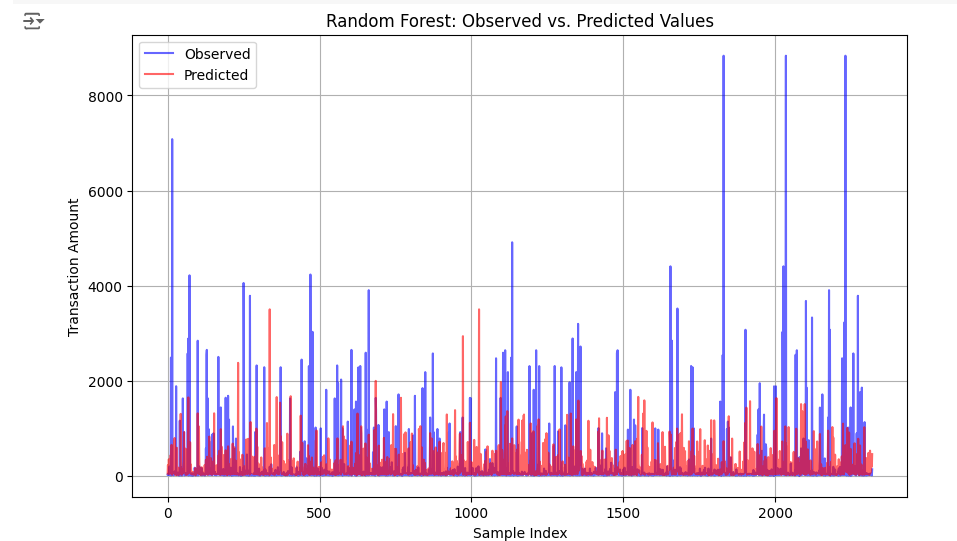 Random Forest: Observed vs. Predicted Values
Observed
Predicted
8000
6000
4000
2000
0
Transaction Amount
0 500 1000 1500 2000
Sample Index